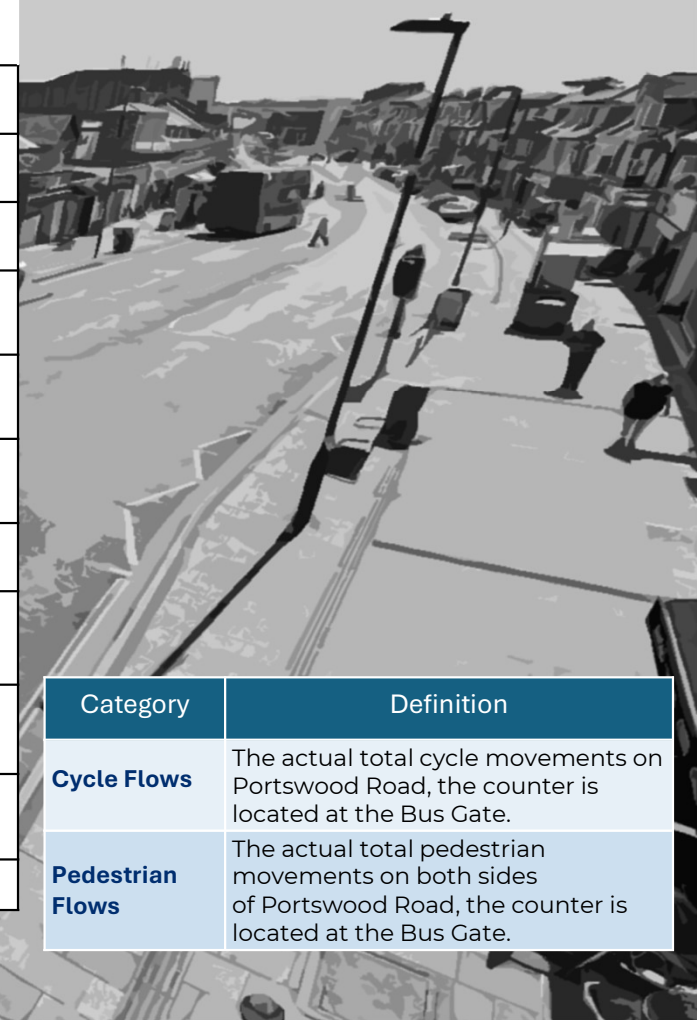 Category
Definition
Cycle Flows
The actual total cycle movements on
Portswood Road, the counter is
located at the Bus Gate.
Pedestrian
Flows
The actual total pedestrian
movements on both sides
of Portswood Road, the counter is
located at the Bus Gate.